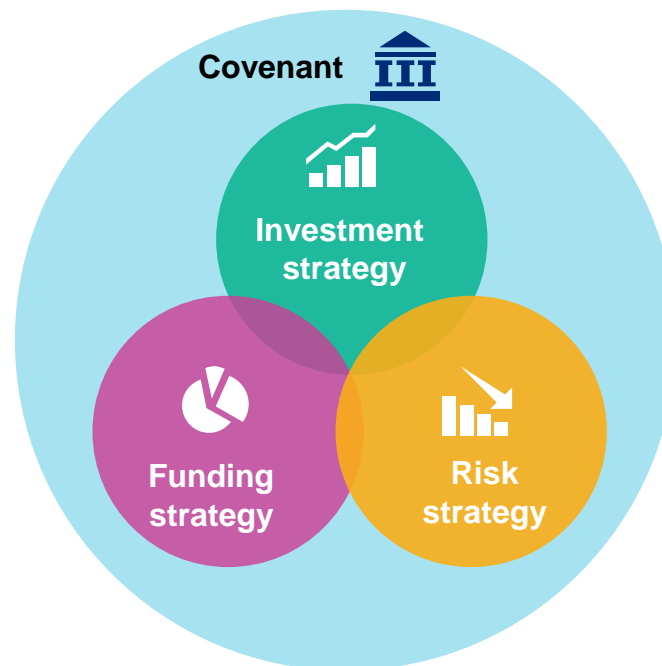 Covenant
Investment
strategy
Funding
strategy
Risk
strategy